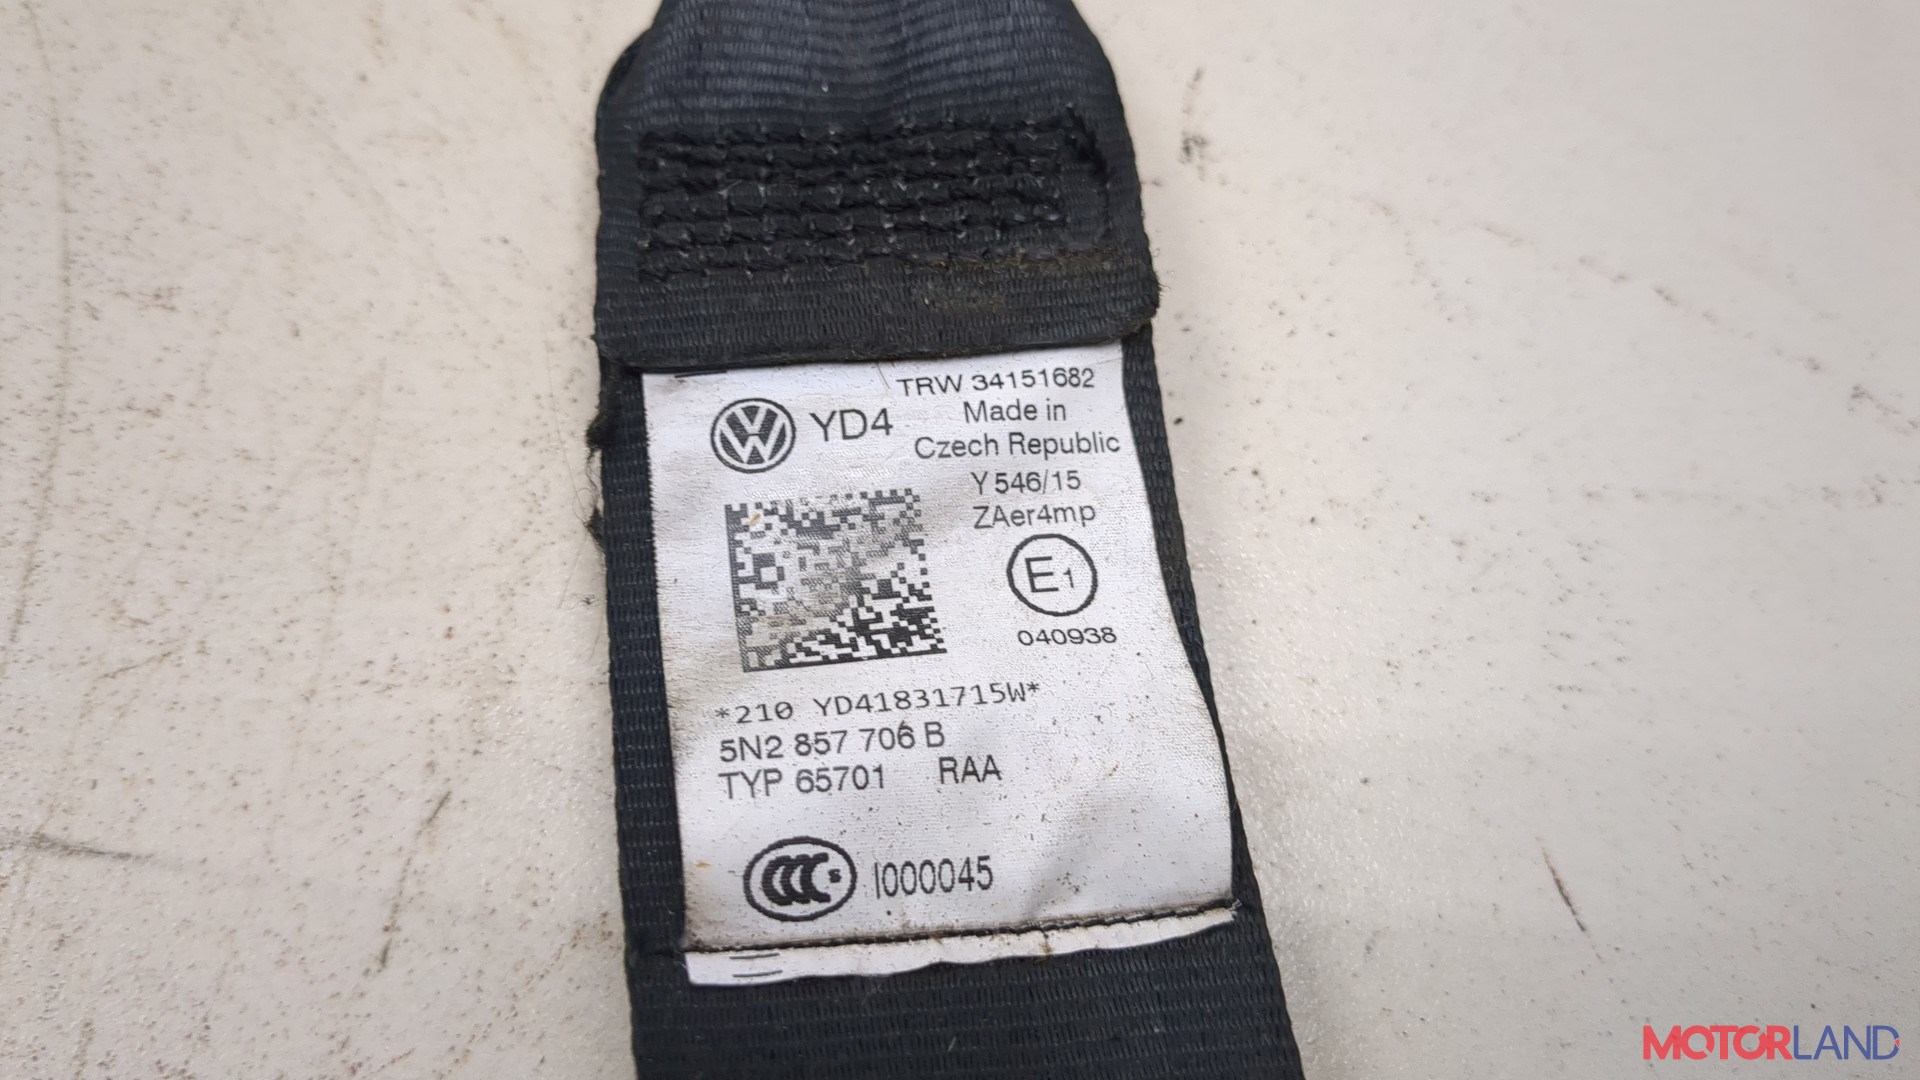 TRW 34151682
YD4
Made in
Czech Republic
Y 546/15
ZAer4mp
E1
040938
*210 YD41831715W*
5N2 857 706 B
TYP 65701 RAA
CCC S I000045
MOTORLAND